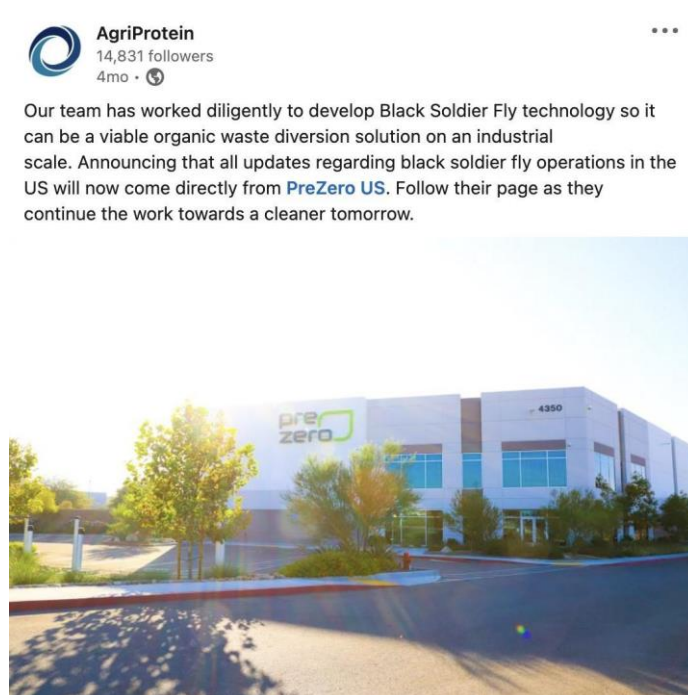 AgriProtein
14,831 followers
4mo •
Our team has worked diligently to develop Black Soldier Fly technology so it
can be a viable organic waste diversion solution on an industrial
scale. Announcing that all updates regarding black soldier fly operations in the
US will now come directly from PreZero US. Follow their page as they
continue the work towards a cleaner tomorrow.
pre
zero
4350